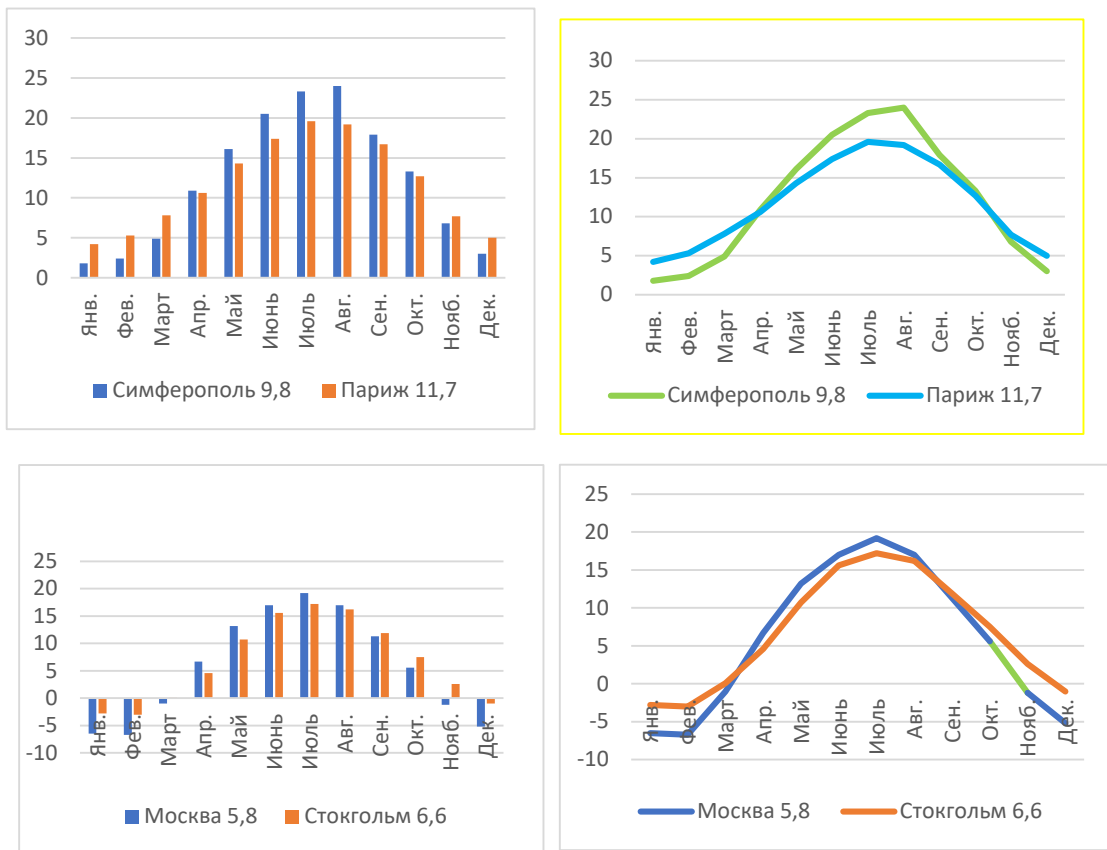 30
25
20
15
10
5
0
Янв.
Фев.
Март
Апр.
Май
Июнь
Июль
Авг.
Сен.
Окт.
Нояб.
Дек.
Симферополь 9,8 Париж 11,7
30
25
20
15
10
5
0
Янв.
Фев.
Март
Апр.
Май
Июнь
Июль
Авг.
Сен.
Окт.
Нояб.
Дек.
Симферополь 9,8 Париж 11,7
25
20
15
10
5
0
-5
-10
Янв.
Фев.
Март
Апр.
Май
Июнь
Июль
Авг.
Сен.
Окт.
Нояб.
Дек.
Москва 5,8 Стокгольм 6,6
25
20
15
10
5
0
-5
-10
Янв.
Фев.
Март
Апр.
Май
Июнь
Июль
Авг.
Сен.
Окт.
Нояб.
Дек.
Москва 5,8 Стокгольм 6,6